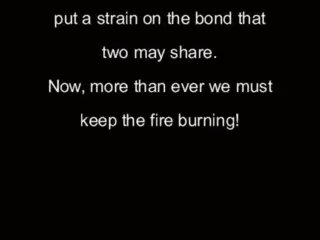 put a strain on the bond that
two may share.
Now, more than ever we must
keep the fire burning!